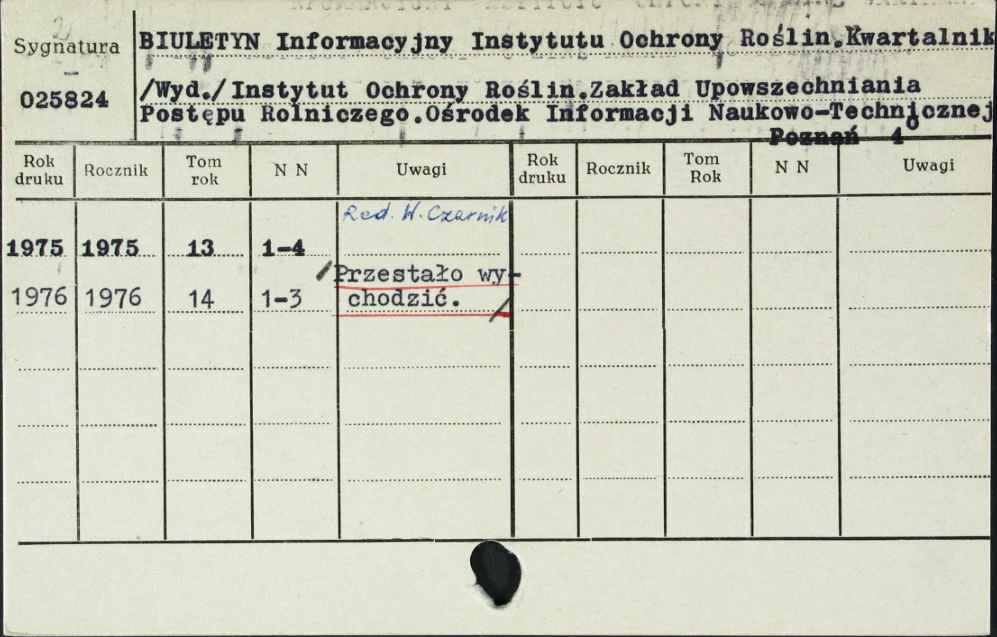 Sygnatura
025824
BIULETYN Informacyjny Instytutu Ochrony Roślin.Kwartalnik
/Wyd./Instytut Ochrony Roślin.Zakład Upowszechniania
Postępu Rolniczego.Ośrodek Informacji Naukowo-Technicznej
Poznań 4°
Rok druku Rocznik Tom rok N N Uwagi Rok druku Rocznik Tom Rok N N Uwagi
Red. W. Czarnik
1975 1975 13 1-4
/Przestało wy-
1976 1976 14 1-3 chodzić./